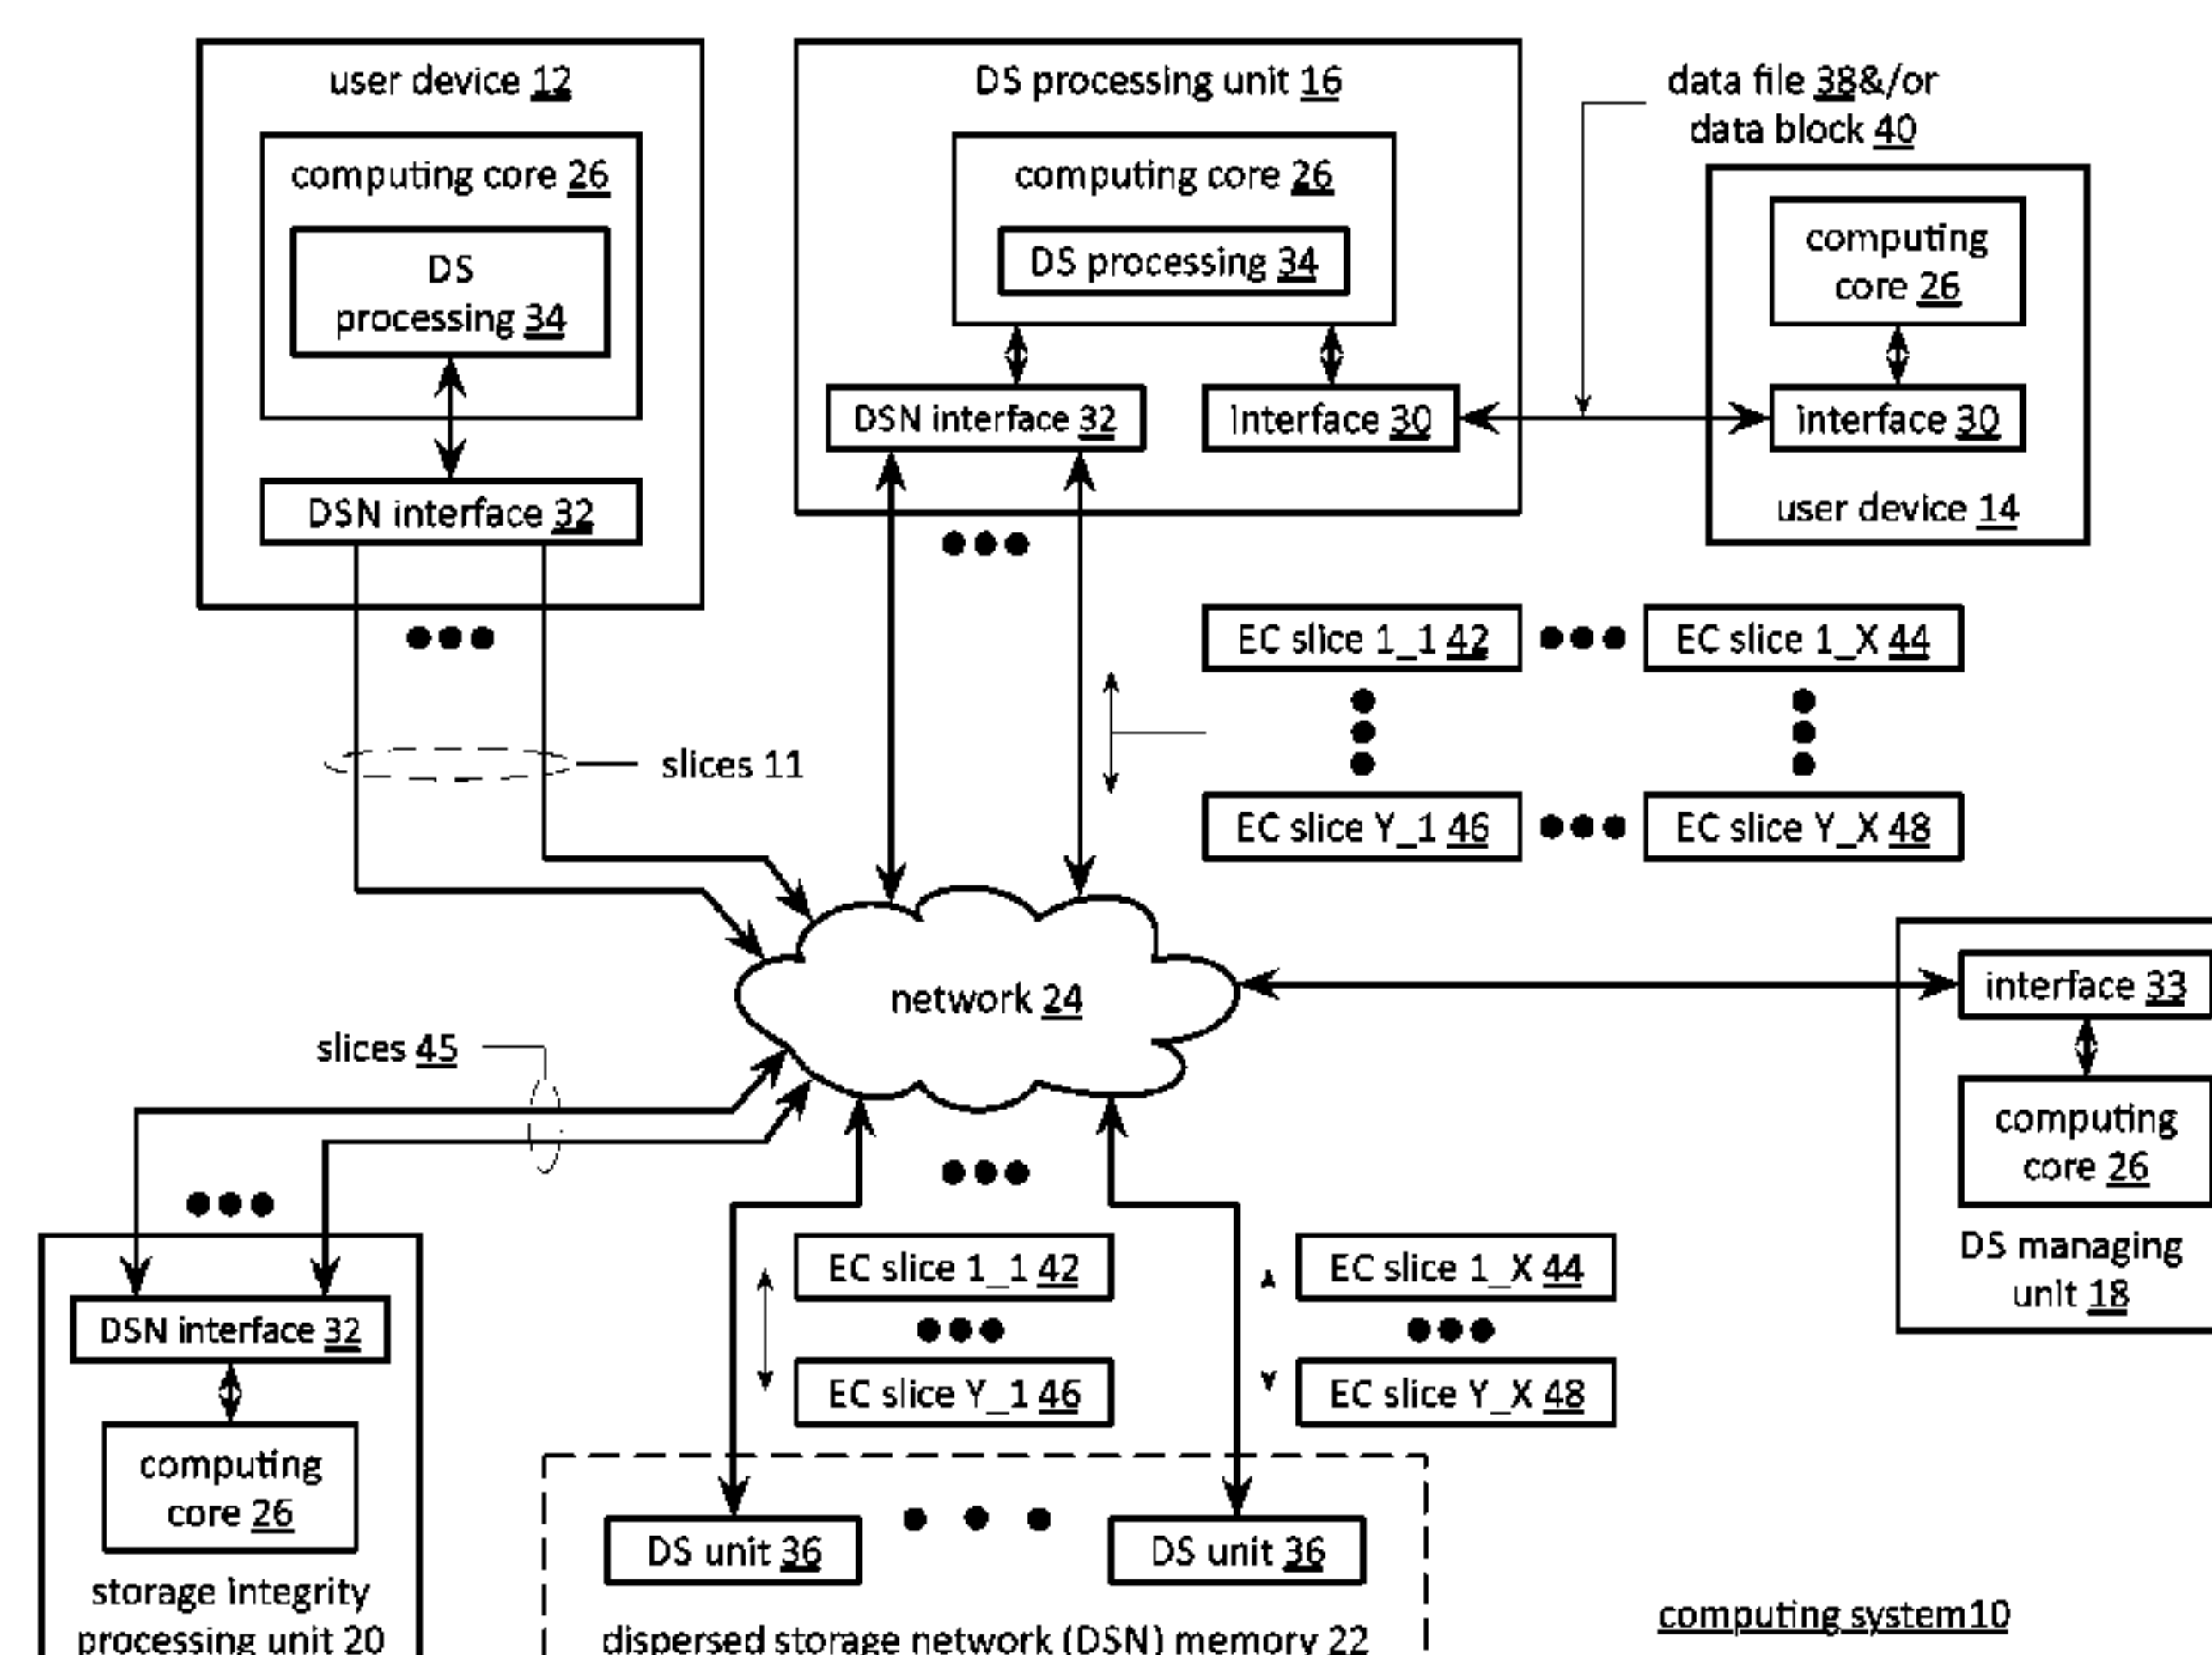 user device 12
computing core 26
DS
processing 34
DSN interface 32
slices 11
DS processing unit 16
computing core 26
DS processing 34
DSN interface 32
interface 30
data file 38&/or
data block 40
computing
core 26
interface 30
user device 14
EC slice 1_1 42
EC slice 1_X 44
EC slice Y_1 46
EC slice Y_X 48
network 24
interface 33
computing
core 26
DS managing
unit 18
slices 45
DSN interface 32
computing
core 26
storage integrity
processing unit 20
EC slice 1_1 42
EC slice 1_X 44
EC slice Y_1 46
EC slice Y_X 48
DS unit 36
DS unit 36
dispersed storage network (DSN) memory 22
computing system10